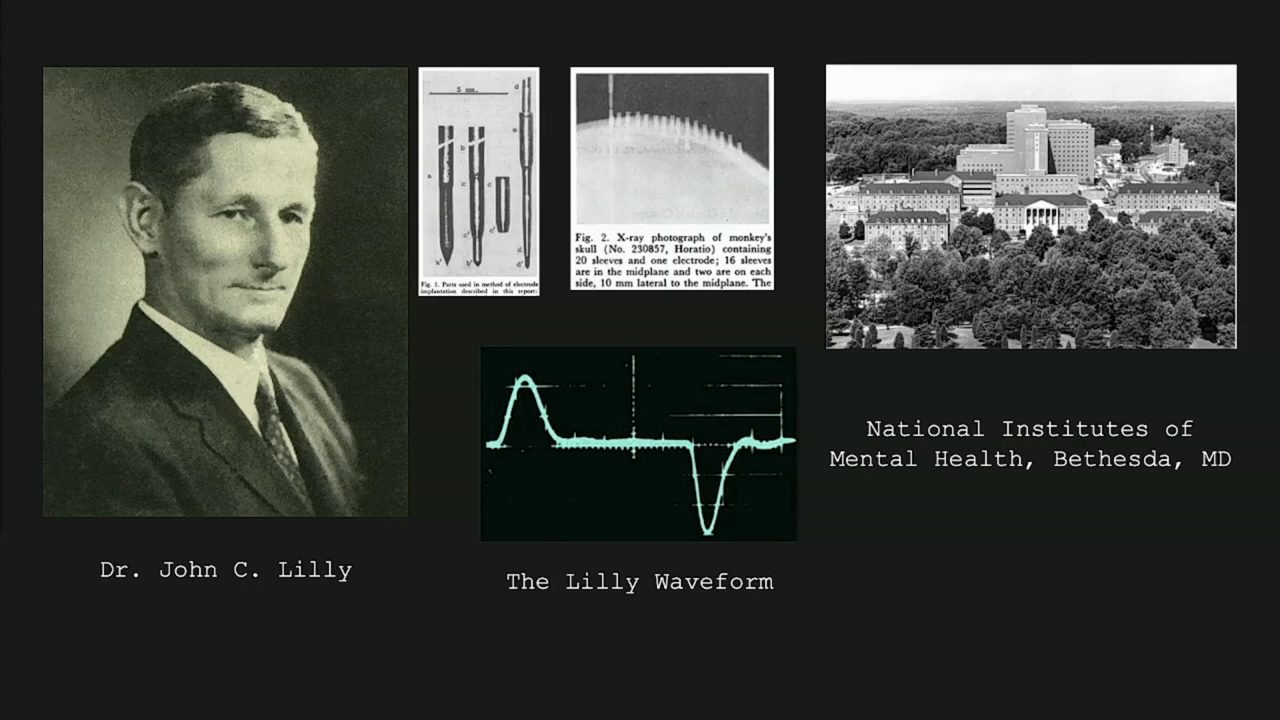 5 mm.
a
b
c
d
e
c
c'
d
a'
b'
d'
Fig. 1. Parts used in method of electrode
implantation described in this report:
Fig. 2. X-ray photograph of monkey's
skull (No. 230857, Horatio) containing
20 sleeves and one electrode; 16 sleeves
are in the midplane and two are on each
side, 10 mm lateral to the midplane. The
National Institutes of
Mental Health, Bethesda, MD
Dr. John C. Lilly
The Lilly Waveform